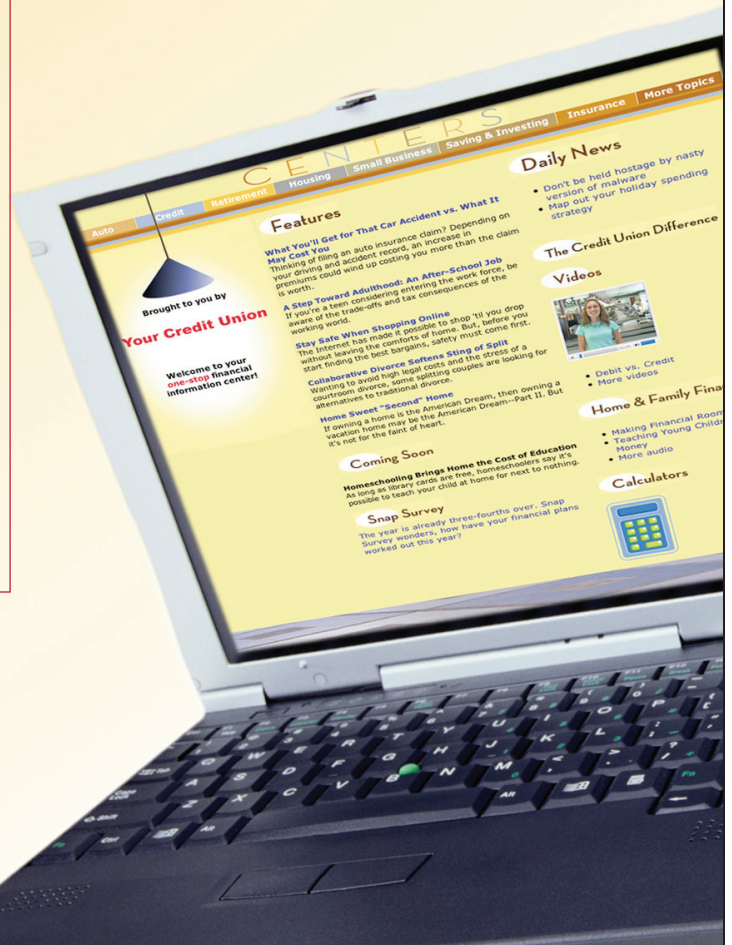 CENTERS
Auto
Credit
Retirement
Housing
Small Business
Saving & Investing
Insurance
More Topics
Brought to you by
Your Credit Union
Welcome to your
one-stop financial
information center!
Features
What You'll Get for That Car Accident vs. What It
May Cost You
Thinking of filing an auto insurance claim? Depending on
your driving and accident record, an increase in
premiums could wind up costing you more than the claim
is worth.
A Step Toward Adulthood: An After-School Job
If you're a teen considering entering the work force, be
aware of the trade-offs and tax consequences of the
working world.
Stay Safe When Shopping Online
The Internet has made it possible to shop 'til you drop
without leaving the comforts of home. But, before you
start finding the best bargains, safety must come first.
Collaborative Divorce Softens Sting of Split
Wanting to avoid high legal costs and the stress of a
courtroom divorce, some splitting couples are looking for
alternatives to traditional divorce.
Home Sweet "Second" Home
If owning a home is the American Dream, then owning a
vacation home may be the American Dream--Part II. But
it's not for the faint of heart.
Coming Soon
Homeschooling Brings Home the Cost of Education
As long as library cards are free, homeschoolers say it's
possible to teach your child at home for next to nothing.
Snap Survey
The year is already three-fourths over. Snap
Survey wonders, how have your financial plans
worked out this year?
Daily News
• Don't be held hostage by nasty
version of malware
• Map out your holiday spending
strategy
The Credit Union Difference
Videos
• Debit vs. Credit
• More videos
Home & Family Fina
• Making Financial Room
• Teaching Young Childr
Money
• More audio
Calculators
Q W E R T Y U I O P
A S D F G H J K L
Caps
Lock
Z X C V B N M
Shift
Fn Ctrl Alt Alt Fn